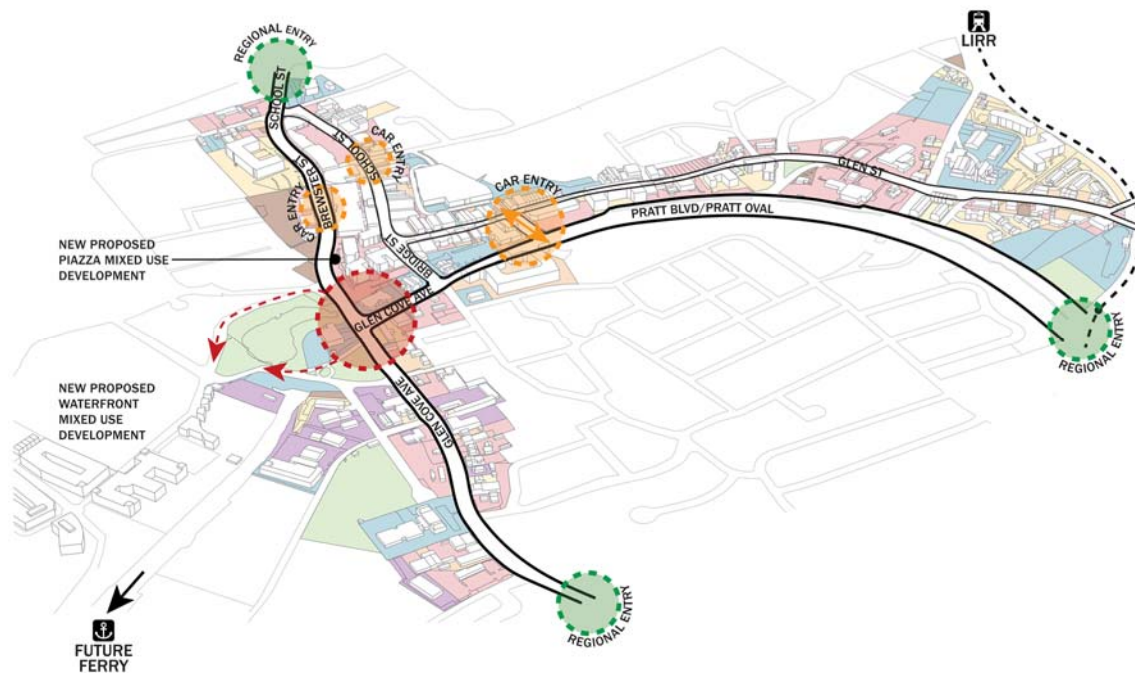 REGIONAL ENTRY
LIRR
SCHOOL ST
CAR ENTRY
SCHOOL ST
BREWSTER ST
CAR ENTRY
CAR ENTRY
GLEN ST
PRATT BLVD/PRATT OVAL
BRIDGE ST
NEW PROPOSED
PIAZZA MIXED USE
DEVELOPMENT
GLEN COVE AVE
REGIONAL ENTRY
NEW PROPOSED
WATERFRONT
MIXED USE
DEVELOPMENT
GLEN COVE AVE
REGIONAL ENTRY
FUTURE
FERRY